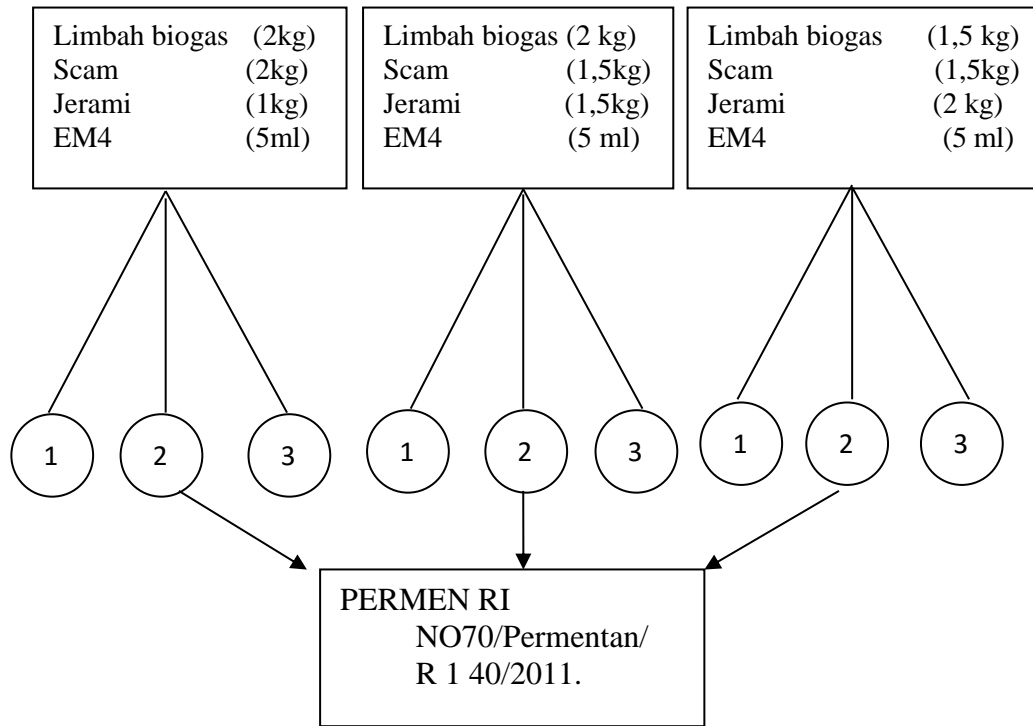 Limbah biogas (2kg)
Scam (2kg)
Jerami (1kg)
EM4 (5ml)
Limbah biogas (2 kg)
Scam (1,5kg)
Jerami (1,5kg)
EM4 (5 ml)
Limbah biogas (1,5 kg)
Scam (1,5kg)
Jerami (2 kg)
EM4 (5 ml)
1
2
3
1
2
3
1
2
3
PERMEN RI
NO70/Permentan/
R 1 40/2011.